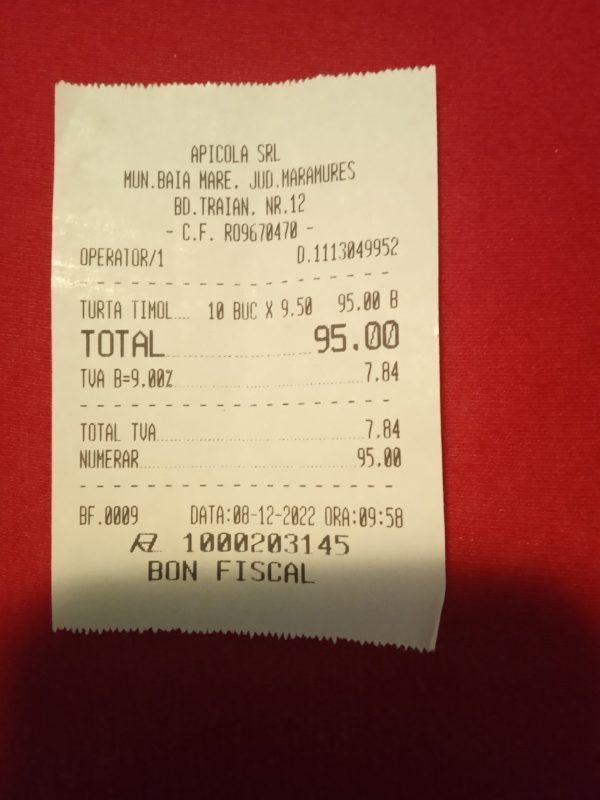 APICOLA SRL
MUN.BAIA MARE, JUD.MARAMURES
BD.TRAIAN, NR.12
- C.F. RO9670470 -
OPERATOR/1 D.1113049952
TURTA TIMOL.... 10 BUC X 9.50 95.00 B
TOTAL 95.00
TVA B=9.00% 7.84
TOTAL TVA 7.84
NUMERAR 95.00
BF.0009 DATA:08-12-2022 ORA:09:58
1000203145
BON FISCAL